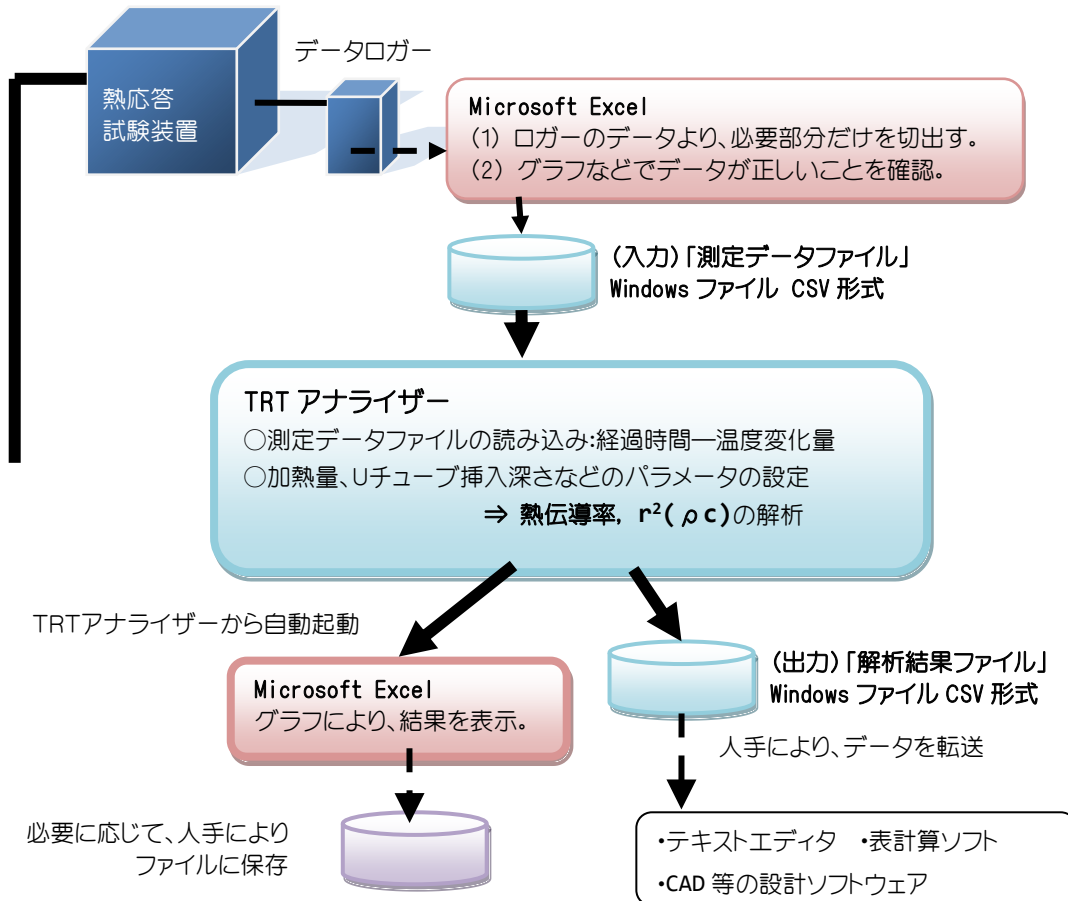 データロガー
熱応答
試験装置
Microsoft Excel
(1) ロガーのデータより、必要部分だけを切出す。
(2) グラフなどでデータが正しいことを確認。
(入力)「測定データファイル」
Windows ファイル CSV 形式
TRT アナライザー
○測定データファイルの読み込み:経過時間―温度変化量
○加熱量、Uチューブ挿入深さなどのパラメータの設定
⇒ 熱伝導率, r²(ρc)の解析
TRTアナライザーから自動起動
Microsoft Excel
グラフにより、結果を表示。
(出力)「解析結果ファイル」
Windows ファイル CSV 形式
人手により、データを転送
必要に応じて、人手により
ファイルに保存
・テキストエディタ ・表計算ソフト
・CAD 等の設計ソフトウェア